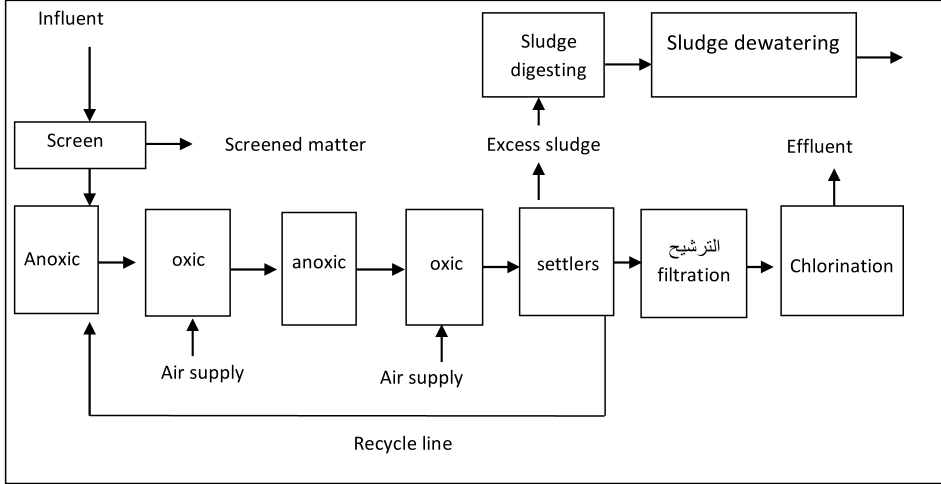 Influent
Sludge
digesting
Sludge dewatering
Screen
Screened matter
Excess sludge
Effluent
Anoxic
oxic
anoxic
oxic
settlers
الترشيح
filtration
Chlorination
Air supply
Air supply
Recycle line